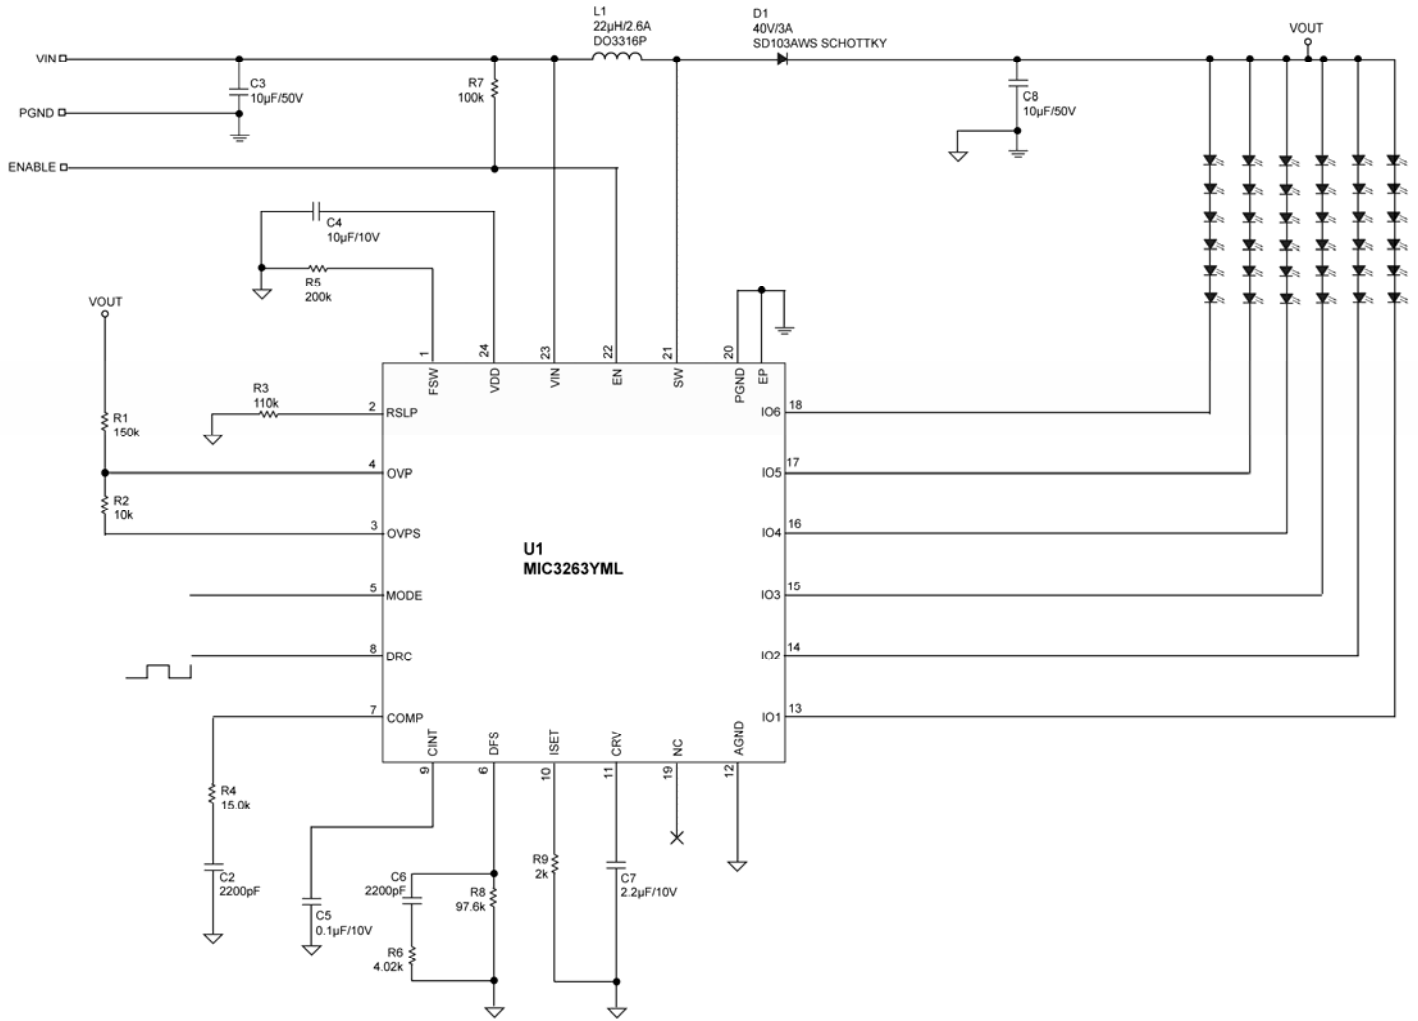 L1
22µH/2.6A
DO3316P
D1
40V/3A
SD103AWS SCHOTTKY
VOUT
VIN
C3
10µF/50V
R7
100k
C8
10µF/50V
PGND
ENABLE
C4
10µF/10V
R5
200k
VOUT
1
24
23
22
21
20
FSW
VDD
VIN
EN
SW
PGND
EP
R3
110k
2
RSLP
IO6
18
R1
150k
4
OVP
IO5
17
R2
10k
3
OVPS
IO4
16
U1
MIC3263YML
5
MODE
IO3
15
8
DRC
IO2
14
7
COMP
IO1
13
CINT
DFS
ISET
CRV
NC
AGND
9
6
10
11
19
12
R4
15.0k
C2
2200pF
C5
0.1µF/10V
C6
2200pF
R8
97.6k
R6
4.02k
R9
2k
C7
2.2µF/10V